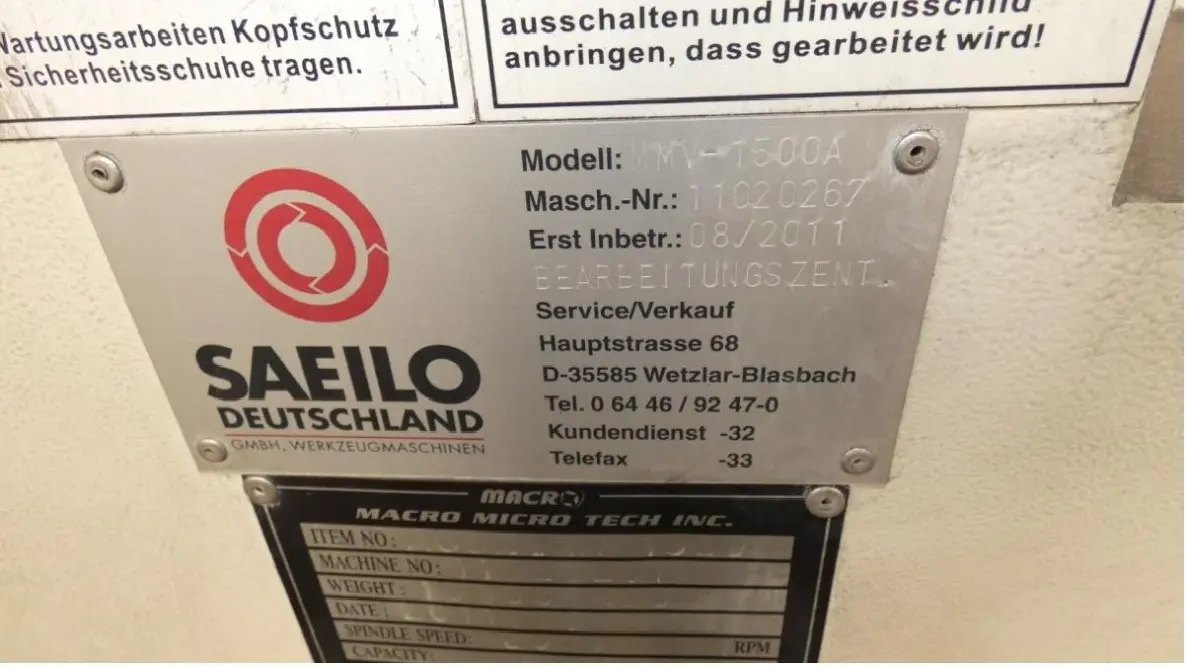 Wartungsarbeiten Kopfschutz
Sicherheitsschuhe tragen.
ausschalten und Hinweisschild
anbringen, dass gearbeitet wird!
Modell: MMV-1500A
Masch.-Nr.: 11020267
Erst Inbetr.: 08/2011
BEARBEITUNGSZENT.
Service/Verkauf
Hauptstrasse 68
D-35585 Wetzlar-Blasbach
Tel. 0 64 46 / 92 47-0
Kundendienst -32
Telefax -33
SAEILO
DEUTSCHLAND
GMBH, WERKZEUGMASCHINEN
MACRO
MACRO MICRO TECH INC.
ITEM NO:
MACHINE NO:
WEIGHT:
DATE:
SPINDLE SPEED: RPM
CAPACITY: